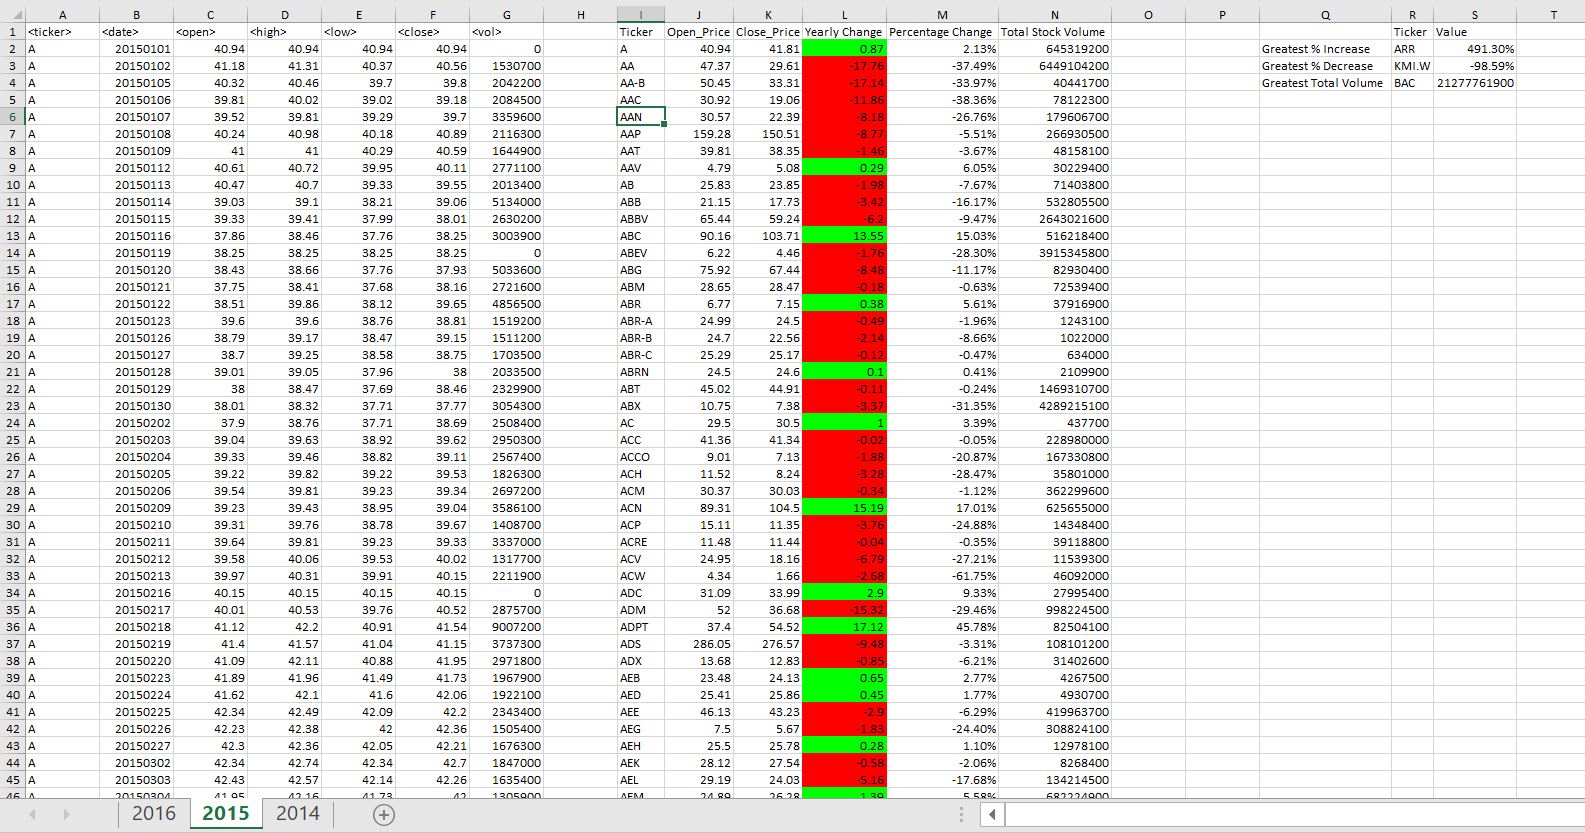 A B C D E F G H I J K L M N O P Q R S T
1 <ticker> <date> <open> <high> <low> <close> <vol> Ticker Open_Price Close_Price Yearly Change Percentage Change Total Stock Volume Ticker Value
2 A 20150101 40.94 40.94 40.94 40.94 0 A 40.94 41.81 0.87 2.13% 645319200 Greatest % Increase ARR 491.30%
3 A 20150102 41.18 41.31 40.37 40.56 1530700 AA 47.37 29.61 -17.76 -37.49% 6449104200 Greatest % Decrease KMI.W -98.59%
4 A 20150105 40.32 40.46 39.7 39.8 2042200 AA-B 50.45 33.31 -17.14 -33.97% 40441700 Greatest Total Volume BAC 21277761900
5 A 20150106 39.81 40.02 39.02 39.18 2084500 AAC 30.92 19.06 -11.86 -38.36% 78122300
6 A 20150107 39.52 39.81 39.29 39.7 3359600 AAN 30.57 22.39 -8.18 -26.76% 179606700
7 A 20150108 40.24 40.98 40.18 40.89 2116300 AAP 159.28 150.51 -8.77 -5.51% 266930500
8 A 20150109 41 41 40.29 40.59 1644900 AAT 39.81 38.35 -1.46 -3.67% 48158100
9 A 20150112 40.61 40.72 39.95 40.11 2771100 AAV 4.79 5.08 0.29 6.05% 30229400
10 A 20150113 40.47 40.7 39.33 39.55 2013400 AB 25.83 23.85 -1.98 -7.67% 71403800
11 A 20150114 39.03 39.1 38.21 39.06 5134000 ABB 21.15 17.73 -3.42 -16.17% 532805500
12 A 20150115 39.33 39.41 37.99 38.01 2630200 ABBV 65.44 59.24 -6.2 -9.47% 2643021600
13 A 20150116 37.86 38.46 37.76 38.25 3003900 ABC 90.16 103.71 13.55 15.03% 516218400
14 A 20150119 38.25 38.25 38.25 38.25 0 ABEV 6.22 4.46 -1.76 -28.30% 3915345800
15 A 20150120 38.43 38.66 37.76 37.93 5033600 ABG 75.92 67.44 -8.48 -11.17% 82930400
16 A 20150121 37.75 38.41 37.68 38.16 2721600 ABM 28.65 28.47 -0.18 -0.63% 72539400
17 A 20150122 38.51 39.86 38.12 39.65 4856500 ABR 6.77 7.15 0.38 5.61% 37916900
18 A 20150123 39.6 39.6 38.76 38.81 1519200 ABR-A 24.99 24.5 -0.49 -1.96% 1243100
19 A 20150126 38.79 39.17 38.47 39.15 1511200 ABR-B 24.7 22.56 -2.14 -8.66% 1022000
20 A 20150127 38.7 39.25 38.58 38.75 1703500 ABR-C 25.29 25.17 -0.12 -0.47% 634000
21 A 20150128 39.01 39.05 37.96 38 2033500 ABRN 24.5 24.6 0.1 0.41% 2109900
22 A 20150129 38 38.47 37.69 38.46 2329900 ABT 45.02 44.91 -0.11 -0.24% 1469310700
23 A 20150130 38.01 38.32 37.71 37.77 3054300 ABX 10.75 7.38 -3.37 -31.35% 4289215100
24 A 20150202 37.9 38.76 37.71 38.69 2508400 AC 29.5 30.5 1 3.39% 437700
25 A 20150203 39.04 39.63 38.92 39.62 2950300 ACC 41.36 41.34 -0.02 -0.05% 228980000
26 A 20150204 39.33 39.46 38.82 39.11 2567400 ACCO 9.01 7.13 -1.88 -20.87% 167330800
27 A 20150205 39.22 39.82 39.22 39.53 1826300 ACH 11.52 8.24 -3.28 -28.47% 35801000
28 A 20150206 39.54 39.81 39.23 39.34 2697200 ACM 30.37 30.03 -0.34 -1.12% 362299600
29 A 20150209 39.23 39.43 38.95 39.04 3586100 ACN 89.31 104.5 15.19 17.01% 625655000
30 A 20150210 39.31 39.76 38.78 39.67 1408700 ACP 15.11 11.35 -3.76 -24.88% 14348400
31 A 20150211 39.64 39.81 39.23 39.33 3337000 ACRE 11.48 11.44 -0.04 -0.35% 39118800
32 A 20150212 39.58 40.06 39.53 40.02 1317700 ACV 24.95 18.16 -6.79 -27.21% 11539300
33 A 20150213 39.97 40.31 39.91 40.15 2211900 ACW 4.34 1.66 -2.68 -61.75% 46092000
34 A 20150216 40.15 40.15 40.15 40.15 0 ADC 31.09 33.99 2.9 9.33% 27995400
35 A 20150217 40.01 40.53 39.76 40.52 2875700 ADM 52 36.68 -15.32 -29.46% 998224500
36 A 20150218 41.12 42.2 40.91 41.54 9007200 ADPT 37.4 54.52 17.12 45.78% 82504100
37 A 20150219 41.4 41.57 41.04 41.15 3737300 ADS 286.05 276.57 -9.48 -3.31% 108101200
38 A 20150220 41.09 42.11 40.88 41.95 2971800 ADX 13.68 12.83 -0.85 -6.21% 31402600
39 A 20150223 41.89 41.96 41.49 41.73 1967900 AEB 23.48 24.13 0.65 2.77% 4267500
40 A 20150224 41.62 42.1 41.6 42.06 1922100 AED 25.41 25.86 0.45 1.77% 4930700
41 A 20150225 42.34 42.49 42.09 42.2 2343400 AEE 46.13 43.23 -2.9 -6.29% 419963700
42 A 20150226 42.23 42.38 42 42.36 1505400 AEG 7.5 5.67 -1.83 -24.40% 308824100
43 A 20150227 42.3 42.36 42.05 42.21 1676300 AEH 25.5 25.78 0.28 1.10% 12978100
44 A 20150302 42.34 42.74 42.34 42.7 1847000 AEK 28.12 27.54 -0.58 -2.06% 8268400
45 A 20150303 42.43 42.57 42.14 42.26 1635400 AEL 29.19 24.03 -5.16 -17.68% 134214500
46 A 20150304 41.95 42.16 41.73 42 1305900 AEM 24.89 26.28 1.39 5.58% 682224900
2016 2015 2014